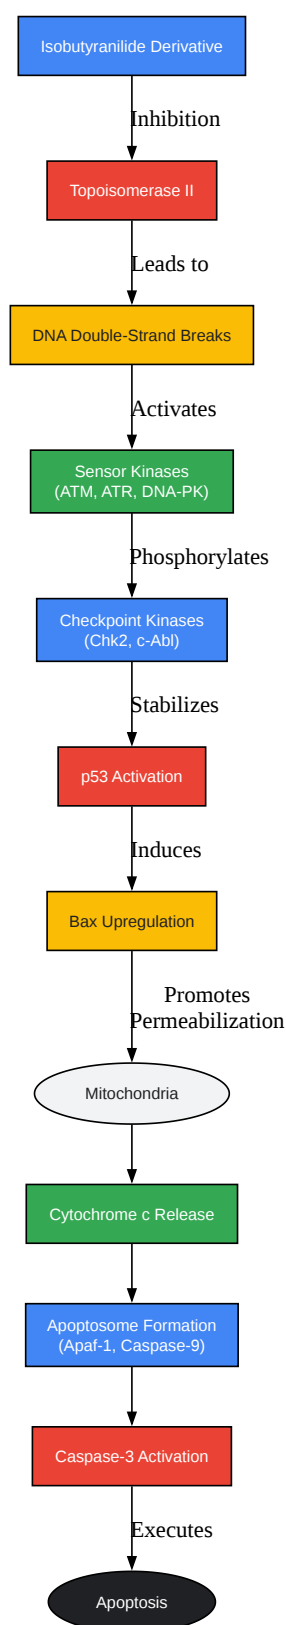 Isobutyranilide Derivative
Inhibition
Topoisomerase II
Leads to
DNA Double-Strand Breaks
Activates
Sensor Kinases
(ATM, ATR, DNA-PK)
Phosphorylates
Checkpoint Kinases
(Chk2, c-Abl)
Stabilizes
p53 Activation
Induces
Bax Upregulation
Promotes
Permeabilization
Mitochondria
Cytochrome c Release
Apoptosome Formation
(Apaf-1, Caspase-9)
Caspase-3 Activation
Executes
Apoptosis